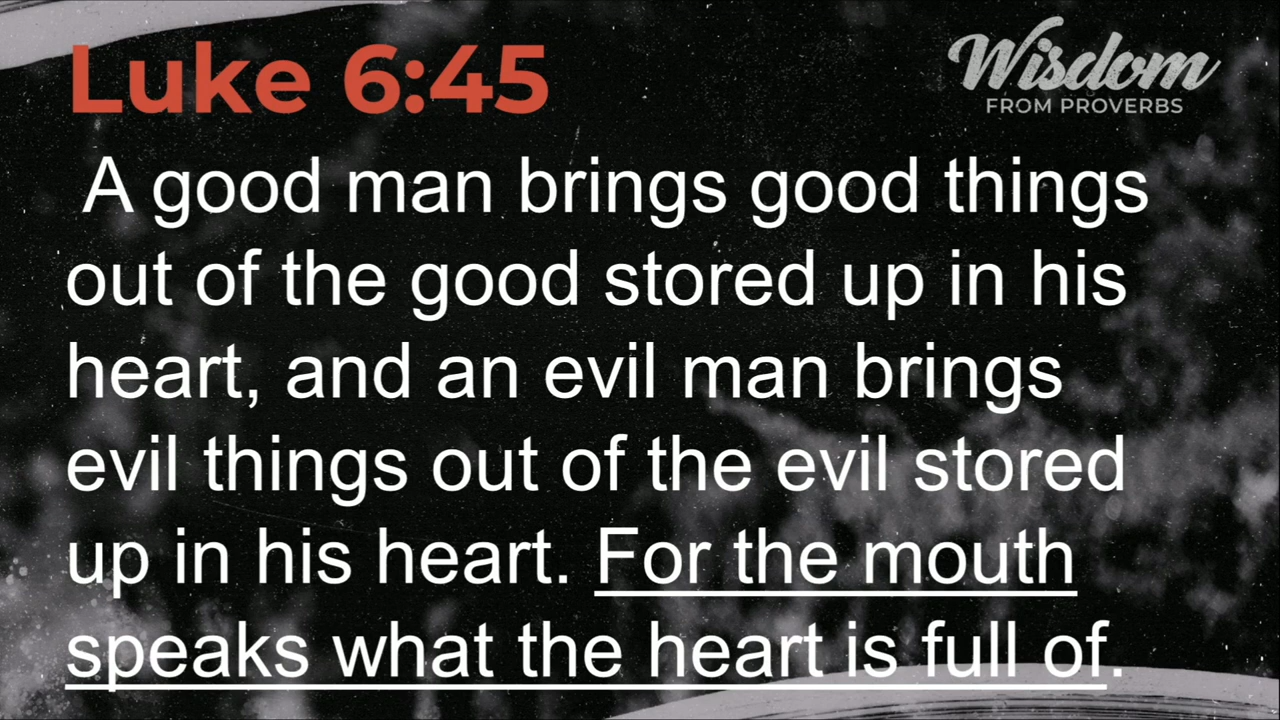 Luke 6:45
Wisdom
FROM PROVERBS
A good man brings good things
out of the good stored up in his
heart, and an evil man brings
evil things out of the evil stored
up in his heart. For the mouth
speaks what the heart is full of.